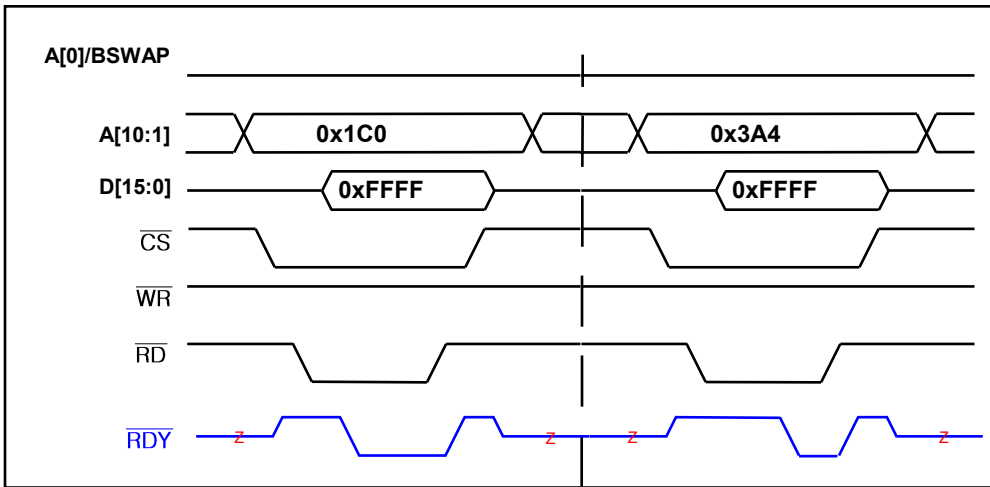 A[0]/BSWAP
A[10:1] 0x1C0 0x3A4
D[15:0] 0xFFFF 0xFFFF
CS
WR
RD
RDY Z Z Z Z